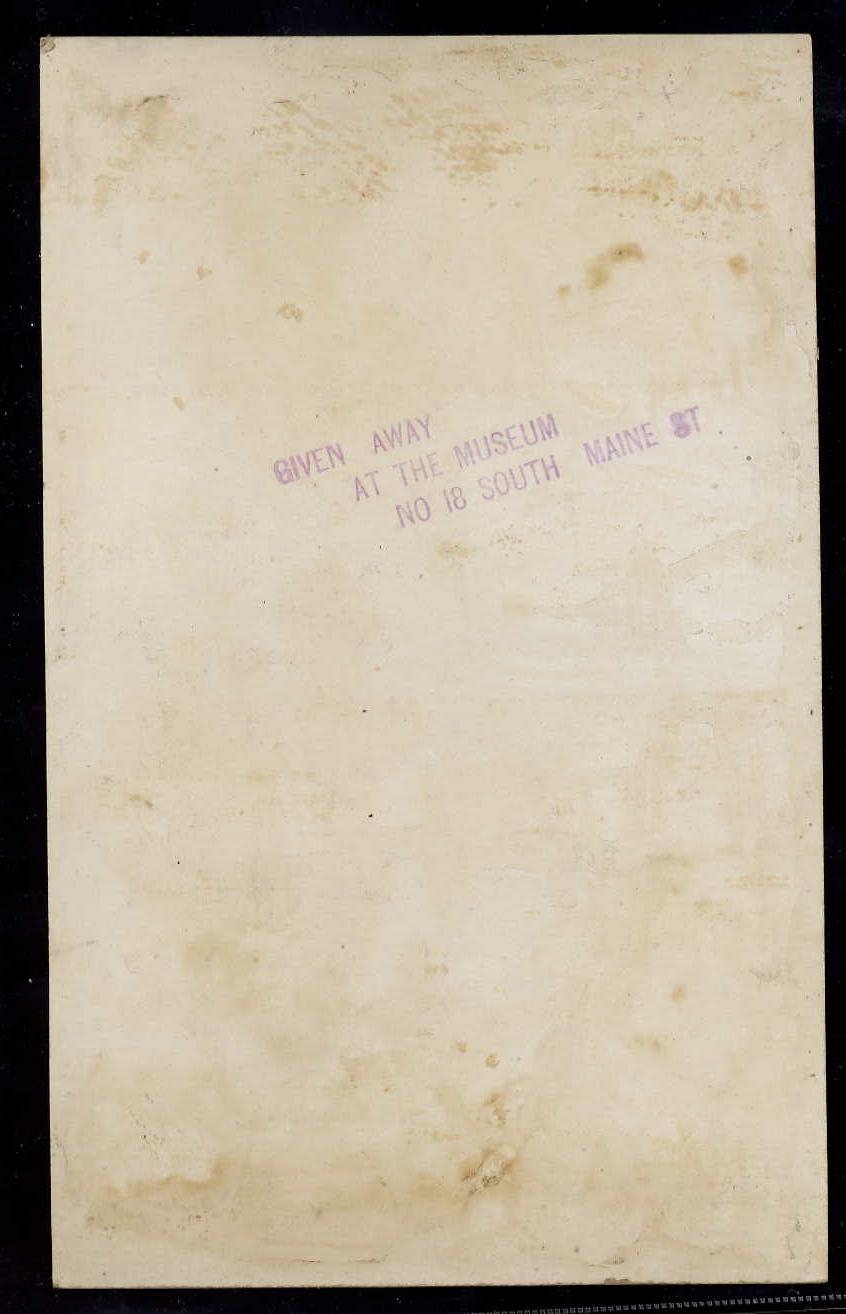 GIVEN AWAY
AT THE MUSEUM
NO 18 SOUTH MAINE ST